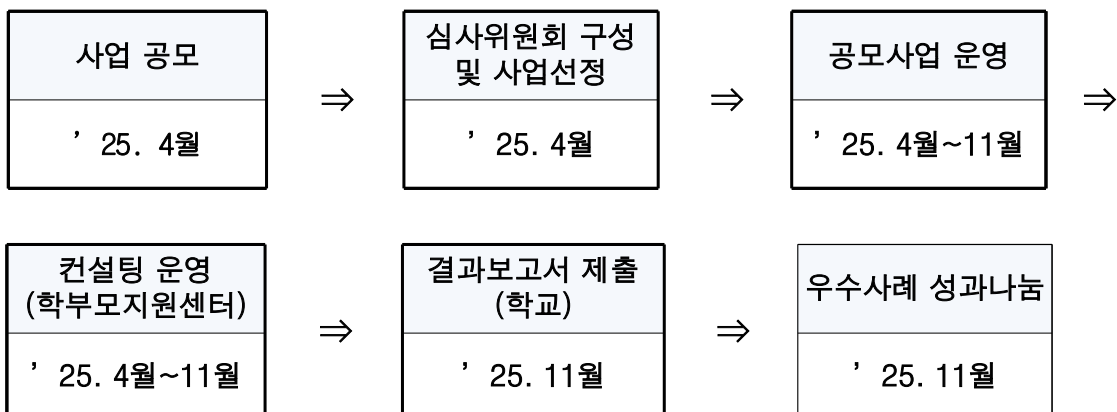 사업 공모
’ 25. 4월
⇒
심사위원회 구성
및 사업선정
’ 25. 4월
⇒
공모사업 운영
’ 25. 4월~11월
⇒
컨설팅 운영
(학부모지원센터)
’ 25. 4월~11월
⇒
결과보고서 제출
(학교)
’ 25. 11월
⇒
우수사례 성과나눔
’ 25. 11월